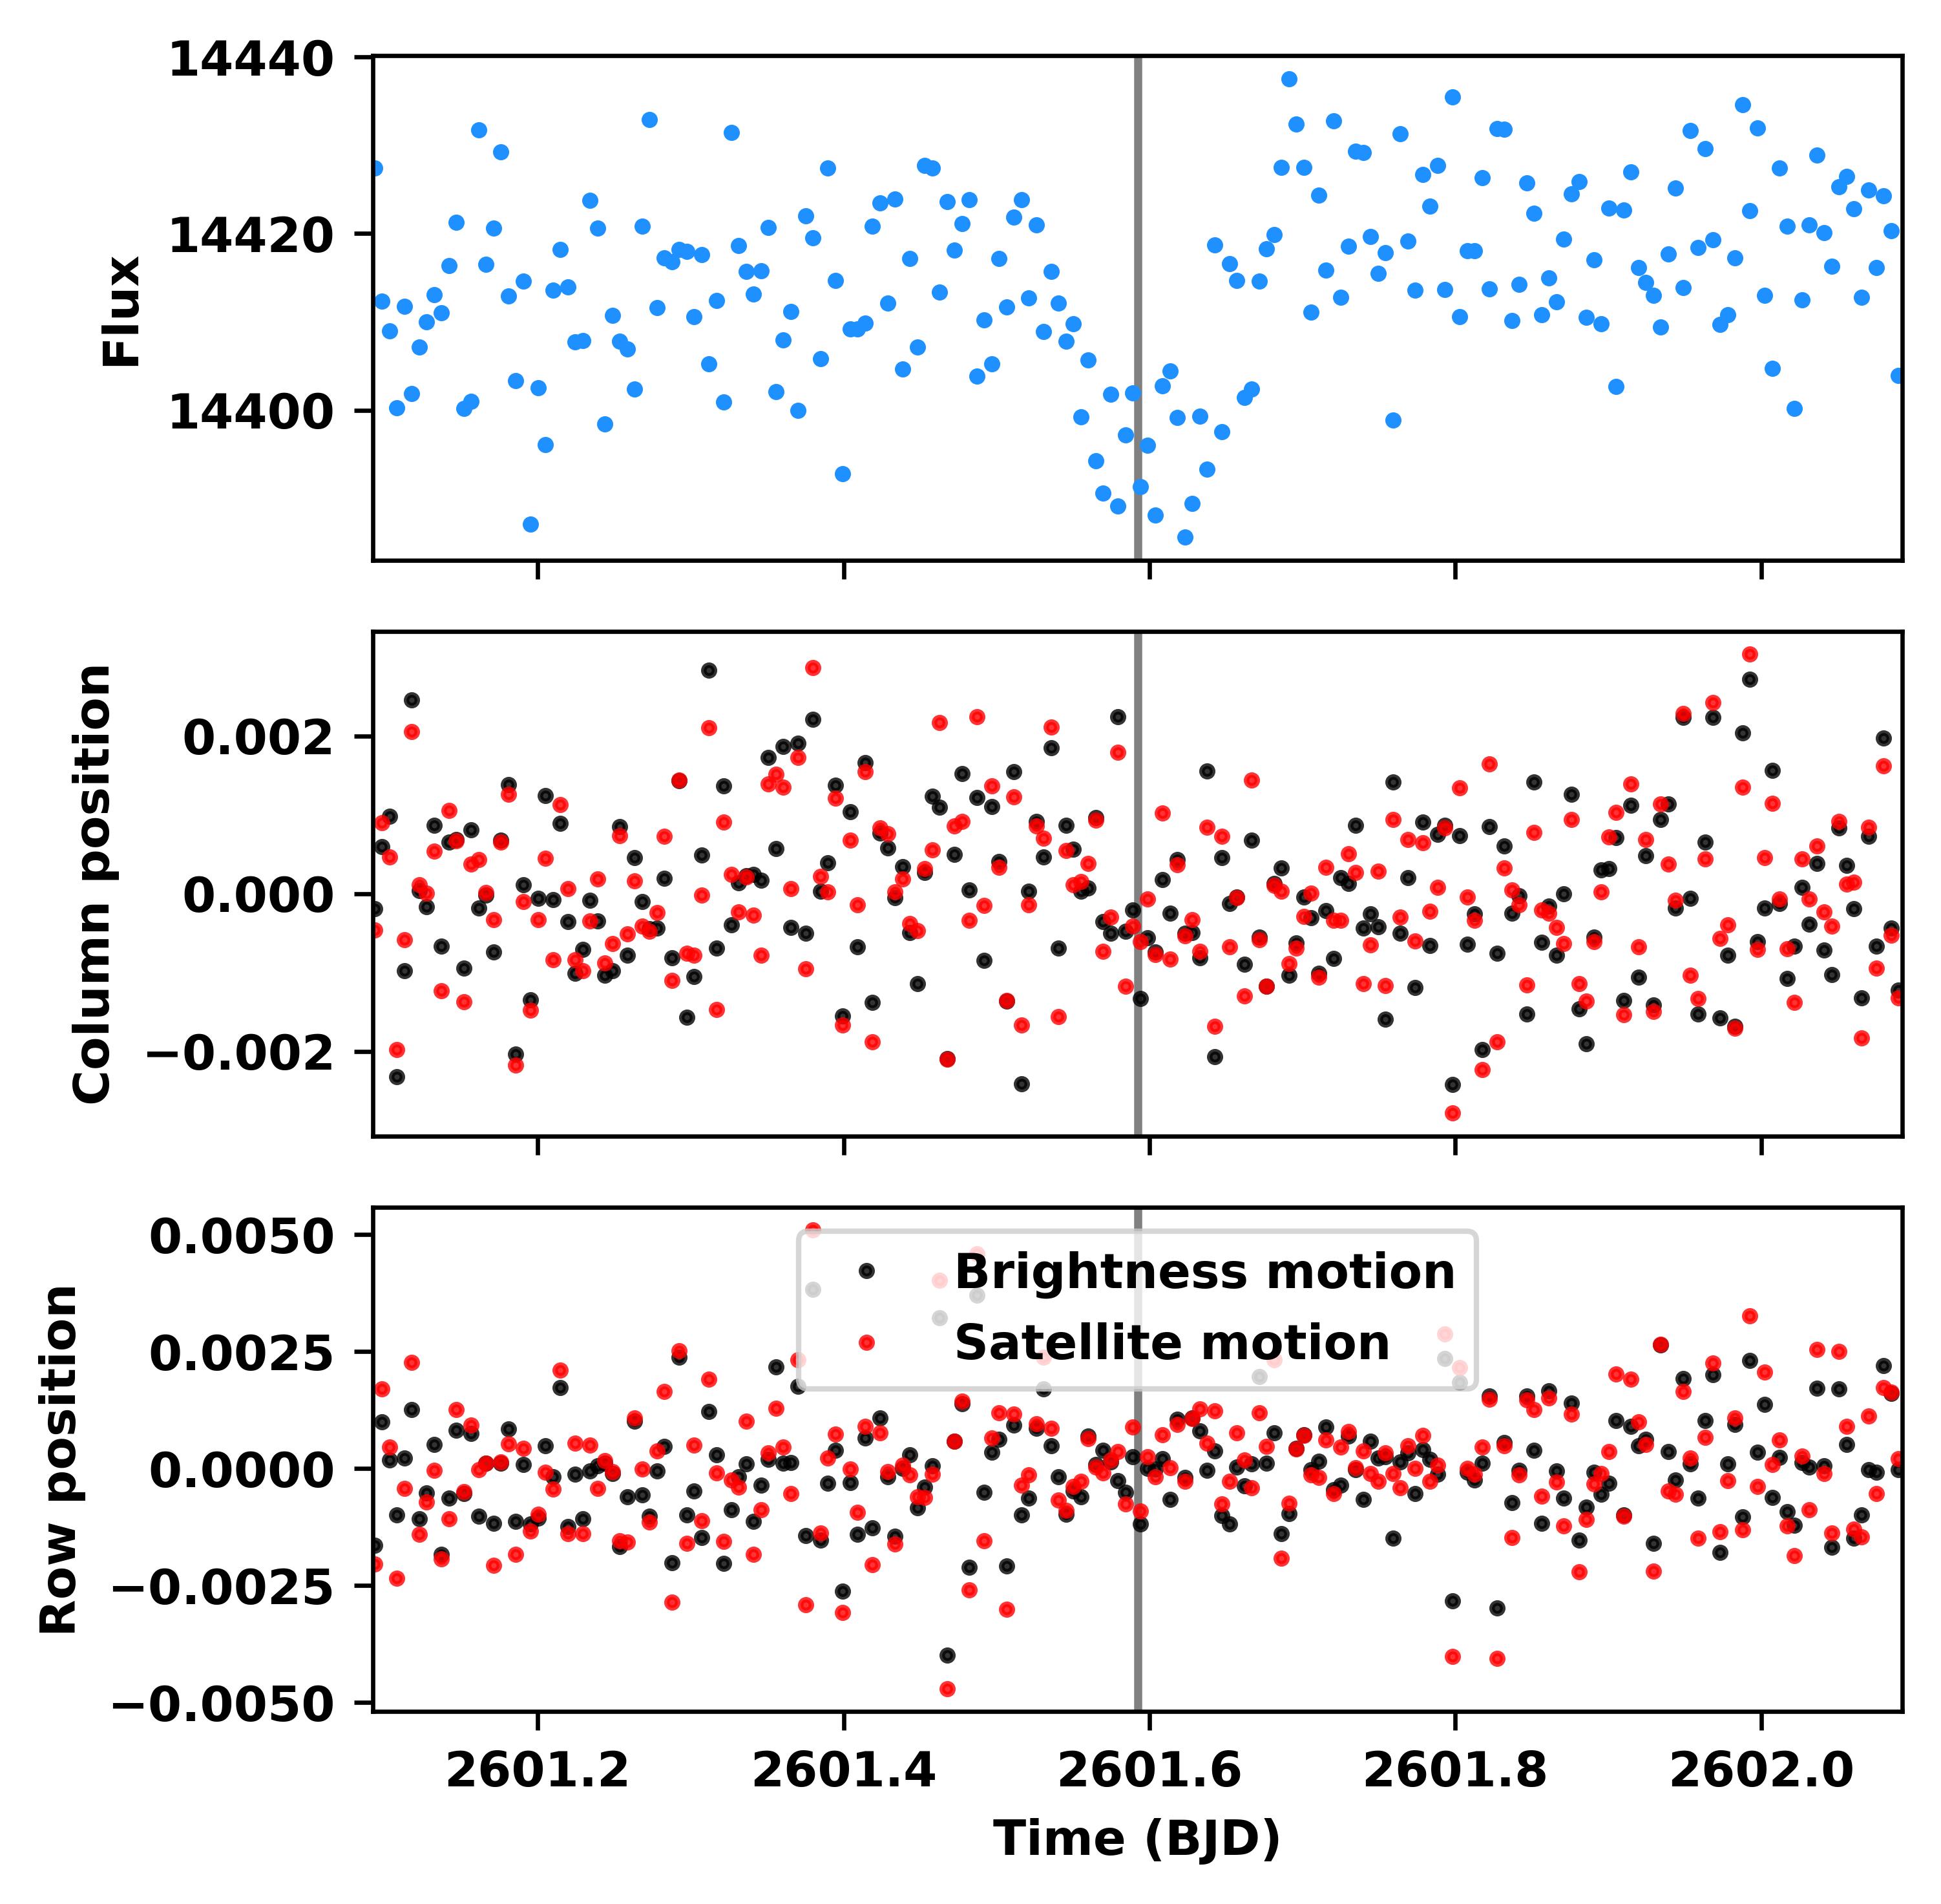 Flux
14440
14420
14400
Column position
0.002
0.000
−0.002
Row position
0.0050
0.0025
0.0000
−0.0025
−0.0050
Brightness motion
Satellite motion
2601.2 2601.4 2601.6 2601.8 2602.0
Time (BJD)